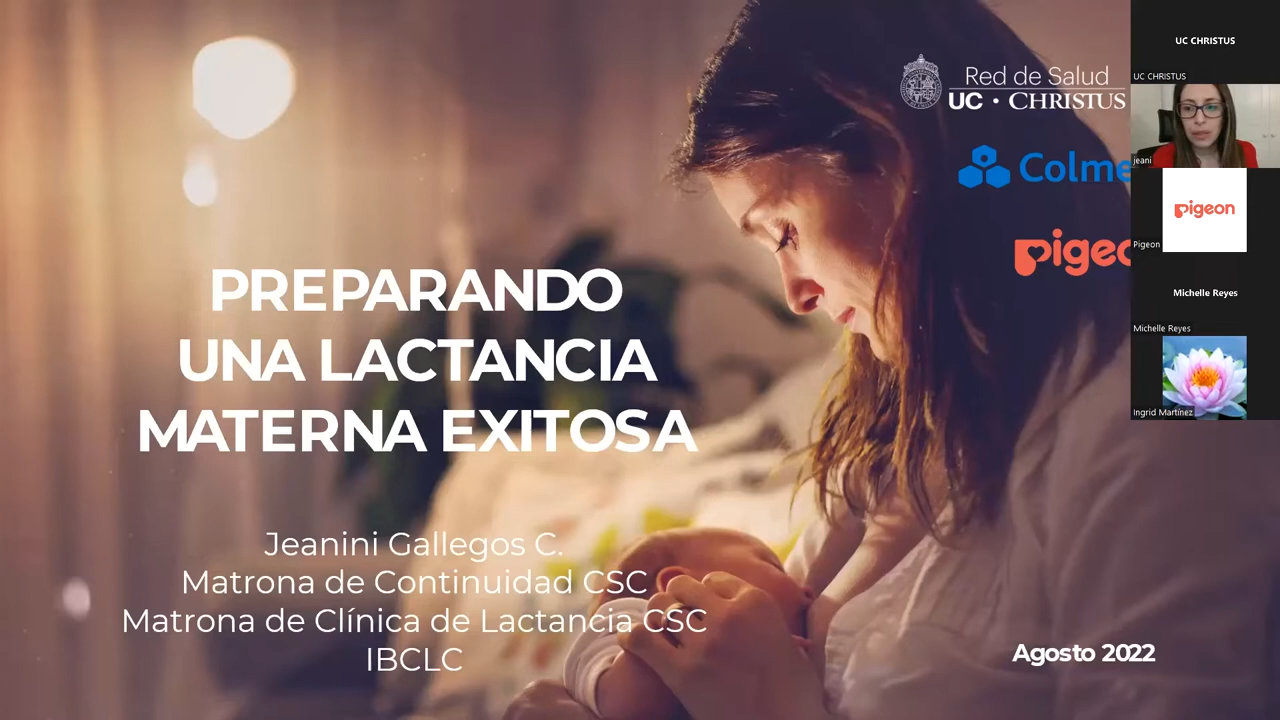 PREPARANDO
UNA LACTANCIA
MATERNA EXITOSA
Jeanini Gallegos C.
Matrona de Continuidad CSC
Matrona de Clínica de Lactancia CSC
IBCLC
Red de Salud
UC • CHRISTUS
Colme
pigeo
Agosto 2022
UC CHRISTUS
UC CHRISTUS
jeani
pigeon
Pigeon
Michelle Reyes
Michelle Reyes
Ingrid Martínez